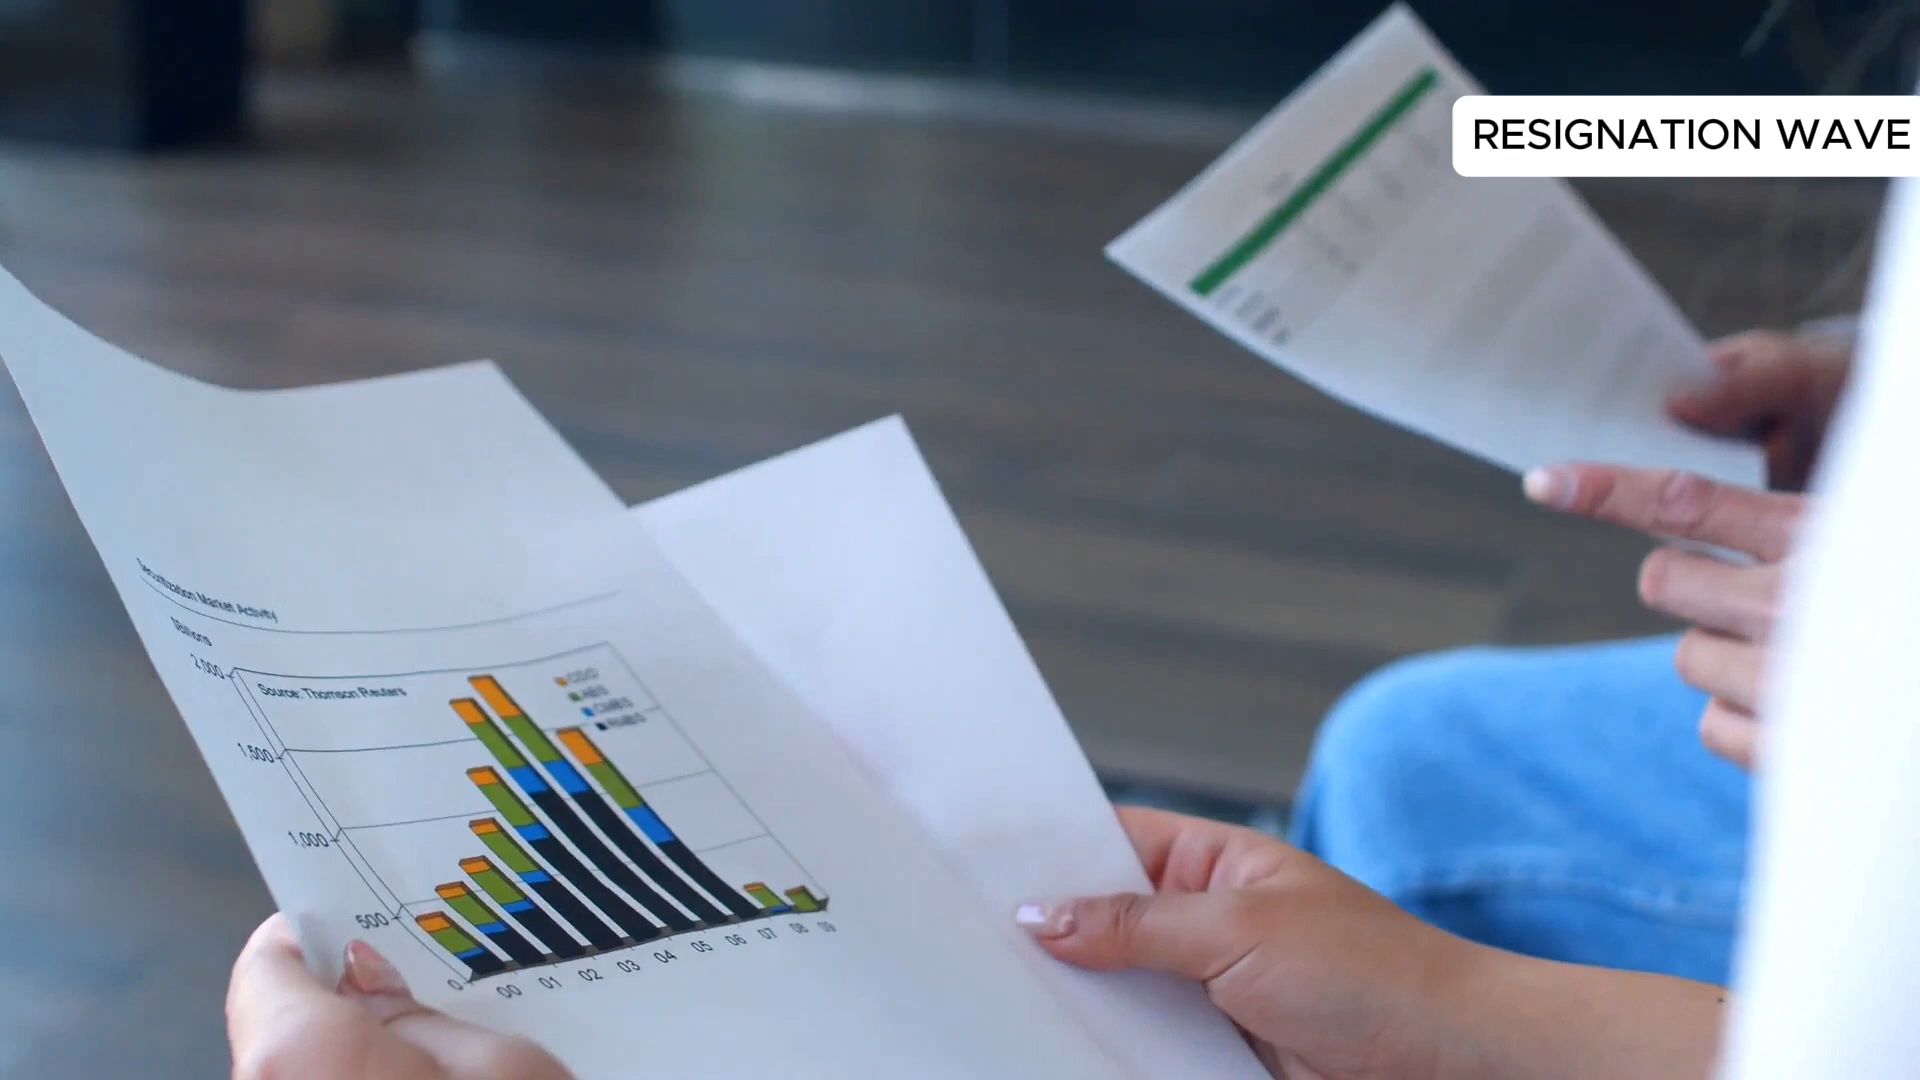 RESIGNATION WAVE
Securitization Market Activity
$Billions
2,000
Source: Thomson Reuters
CDO
ABS
CMBS
RMBS
1,500
1,000
500
0
00 01 02 03 04 05 06 07 08 09